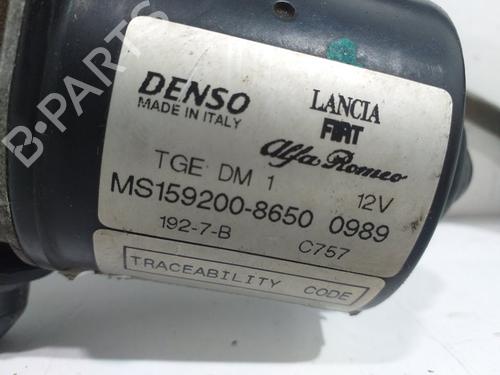 B-PARTS
DENSO
MADE IN ITALY
LANCIA
FIAT
Alfa Romeo
TGE DM 1
12V
MS159200-8650 0989
192-7-B
C757
TRACEABILITY CODE